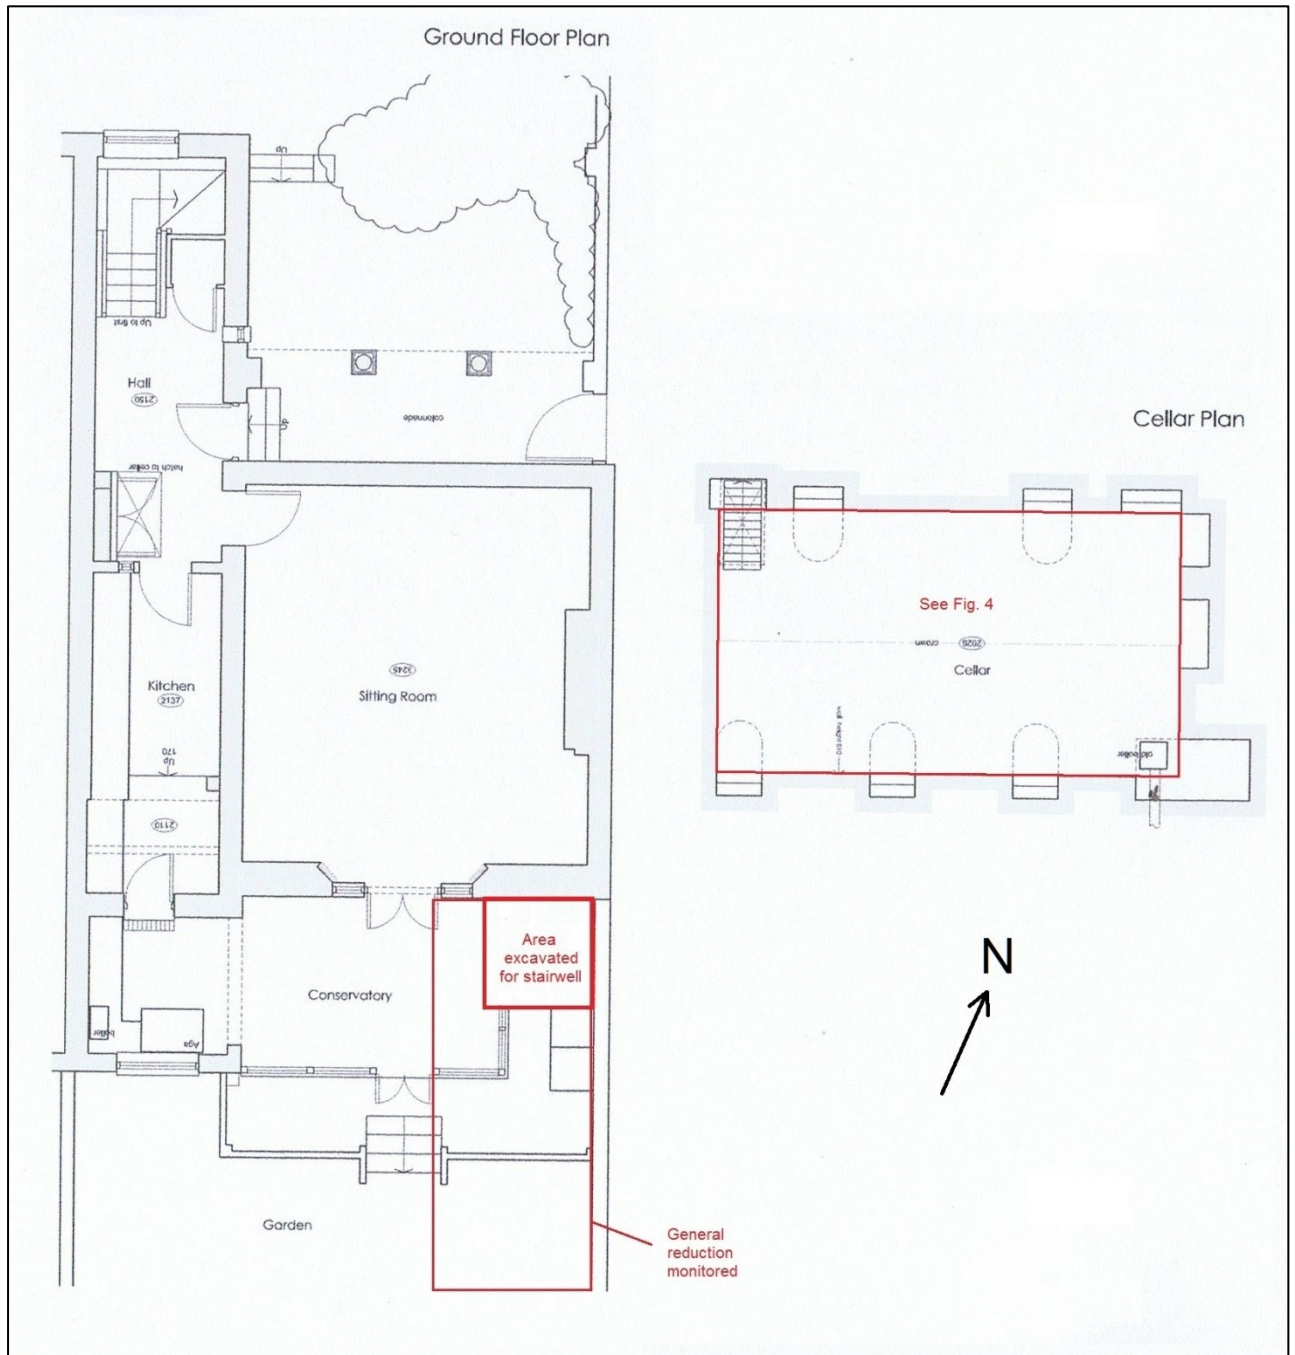 Ground Floor Plan
Up
Up to first
Hall
2150
Up
colonnade
hatch to cellar
Cellar Plan
See Fig. 4
crown
2026
Cellar
old boiler
3245
Sitting Room
Kitchen
2137
Up
170
2110
Area
excavated
for stairwell
Conservatory
boiler
Aga
N
Garden
General
reduction
monitored